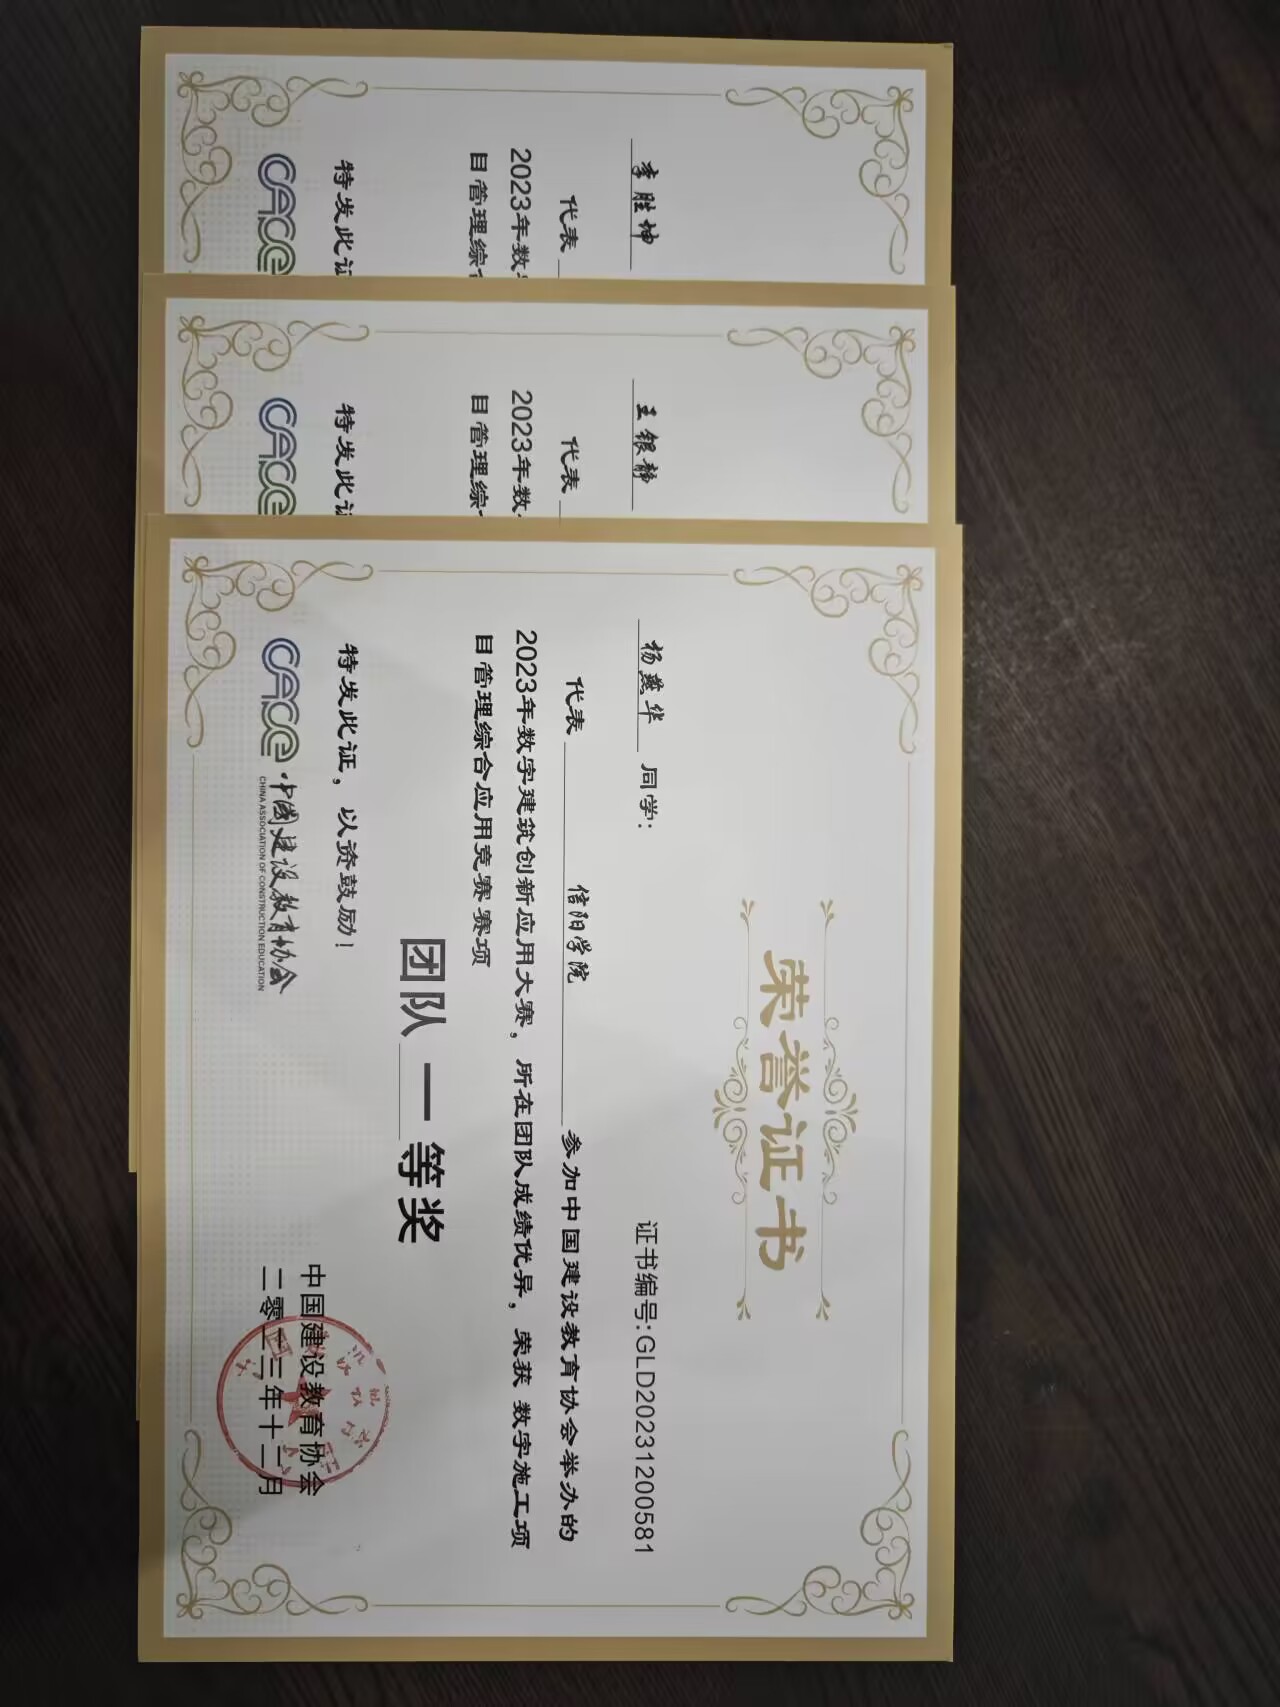 李胜坤
代表
2023年数
目管理综
特发此证
CACE
王银静
代表
2023年数
目管理综
特发此证
CACE
荣誉证书
证书编号:GLD20231200581
杨燕华 同学:
代表 信阳学院 参加中国建设教育协会举办的
2023年数字建筑创新应用大赛，所在团队成绩优异，荣获 数字施工项
目管理综合应用竞赛赛项
团队 一 等奖
特发此证，以资鼓励!
CACE·中國建设教育协会
CHINA ASSOCIATION OF CONSTRUCTION EDUCATION
中国建设教育协会
二零二三年十二月